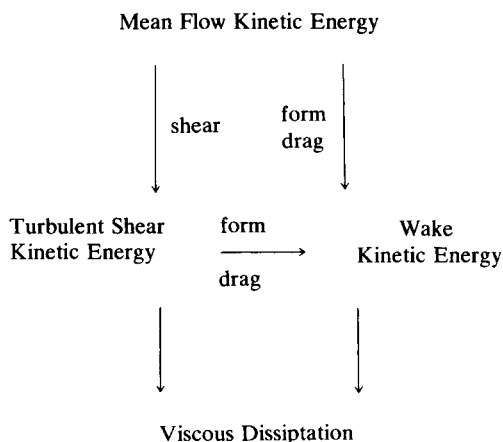 Mean Flow Kinetic Energy
shear
form
drag
Turbulent Shear
Kinetic Energy
form
drag
Wake
Kinetic Energy
Viscous Dissiptation